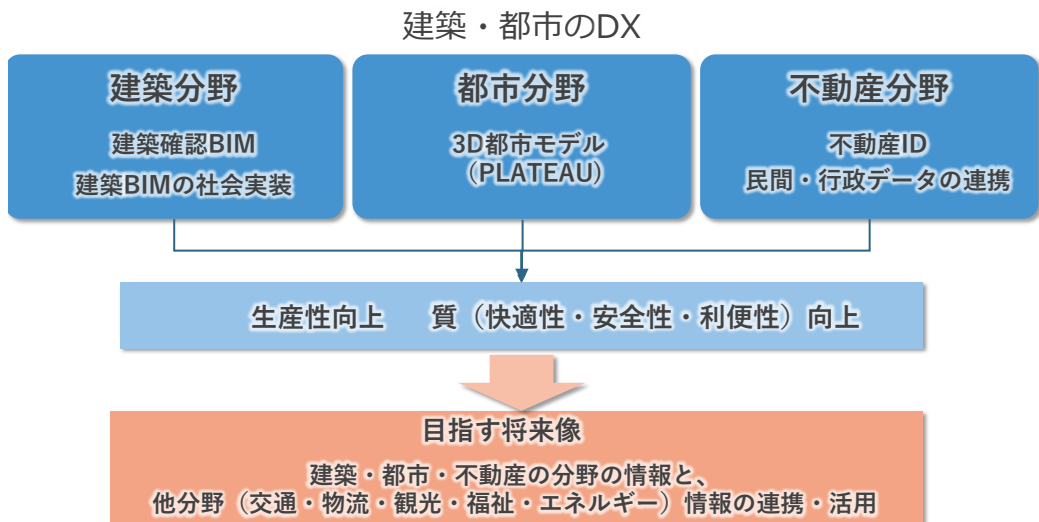 建築・都市のDX
建築分野
建築確認BIM
建築BIMの社会実装
都市分野
3D都市モデル
（PLATEAU）
不動産分野
不動産ID
民間・行政データの連携
生産性向上　質（快適性・安全性・利便性）向上
目指す将来像
建築・都市・不動産の分野の情報と、
他分野（交通・物流・観光・福祉・エネルギー）情報の連携・活用